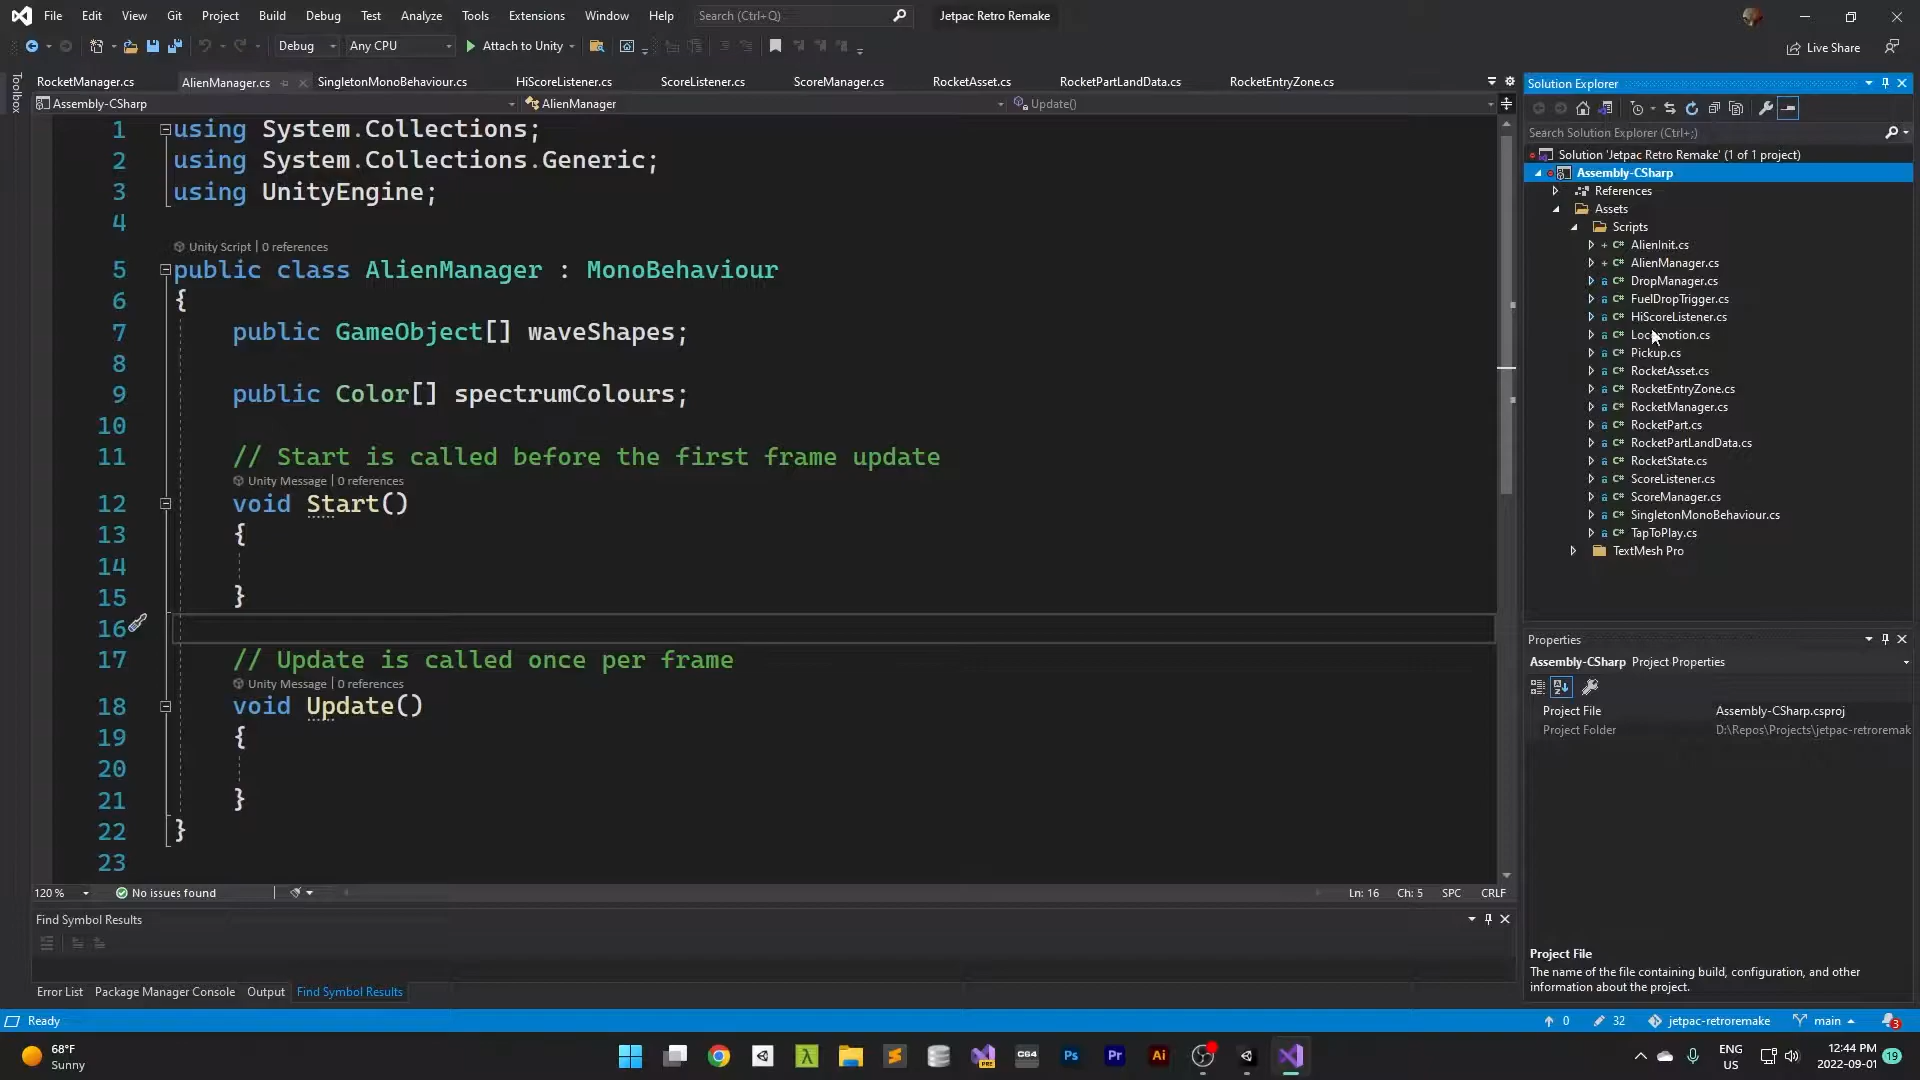 File Edit View Git Project Build Debug Test Analyze Tools Extensions Window Help Search (Ctrl+Q) Jetpac Retro Remake
Debug Any CPU Attach to Unity Live Share
Toolbox
RocketManager.cs AlienManager.cs SingletonMonoBehaviour.cs HiScoreListener.cs ScoreListener.cs ScoreManager.cs RocketAsset.cs RocketPartLandData.cs RocketEntryZone.cs
Assembly-CSharp AlienManager Update()
1 using System.Collections;
2 using System.Collections.Generic;
3 using UnityEngine;
4
Unity Script | 0 references
5 public class AlienManager : MonoBehaviour
6 {
7 public GameObject[] waveShapes;
8
9 public Color[] spectrumColours;
10
11 // Start is called before the first frame update
Unity Message | 0 references
12 void Start()
13 {
14
15 }
16
17 // Update is called once per frame
Unity Message | 0 references
18 void Update()
19 {
20
21 }
22 }
23
120 % No issues found Ln: 16 Ch: 5 SPC CRLF
Find Symbol Results
Error List Package Manager Console Output Find Symbol Results
Solution Explorer
Search Solution Explorer (Ctrl+;)
Solution 'Jetpac Retro Remake' (1 of 1 project)
Assembly-CSharp
References
Assets
Scripts
C# AlienInit.cs
C# AlienManager.cs
C# DropManager.cs
C# FuelDropTrigger.cs
C# HiScoreListener.cs
C# Locomotion.cs
C# Pickup.cs
C# RocketAsset.cs
C# RocketEntryZone.cs
C# RocketManager.cs
C# RocketPart.cs
C# RocketPartLandData.cs
C# RocketState.cs
C# ScoreListener.cs
C# ScoreManager.cs
C# SingletonMonoBehaviour.cs
C# TapToPlay.cs
TextMesh Pro
Properties
Assembly-CSharp Project Properties
Project File Assembly-CSharp.csproj
Project Folder D:\Repos\Projects\jetpac-retroremak
Project File
The name of the file containing build, configuration, and other
information about the project.
Ready 0 32 jetpac-retroremake main 3
68°F
Sunny
PRE C64 Ps Pr Ai
ENG
US
12:44 PM
2022-09-01
19